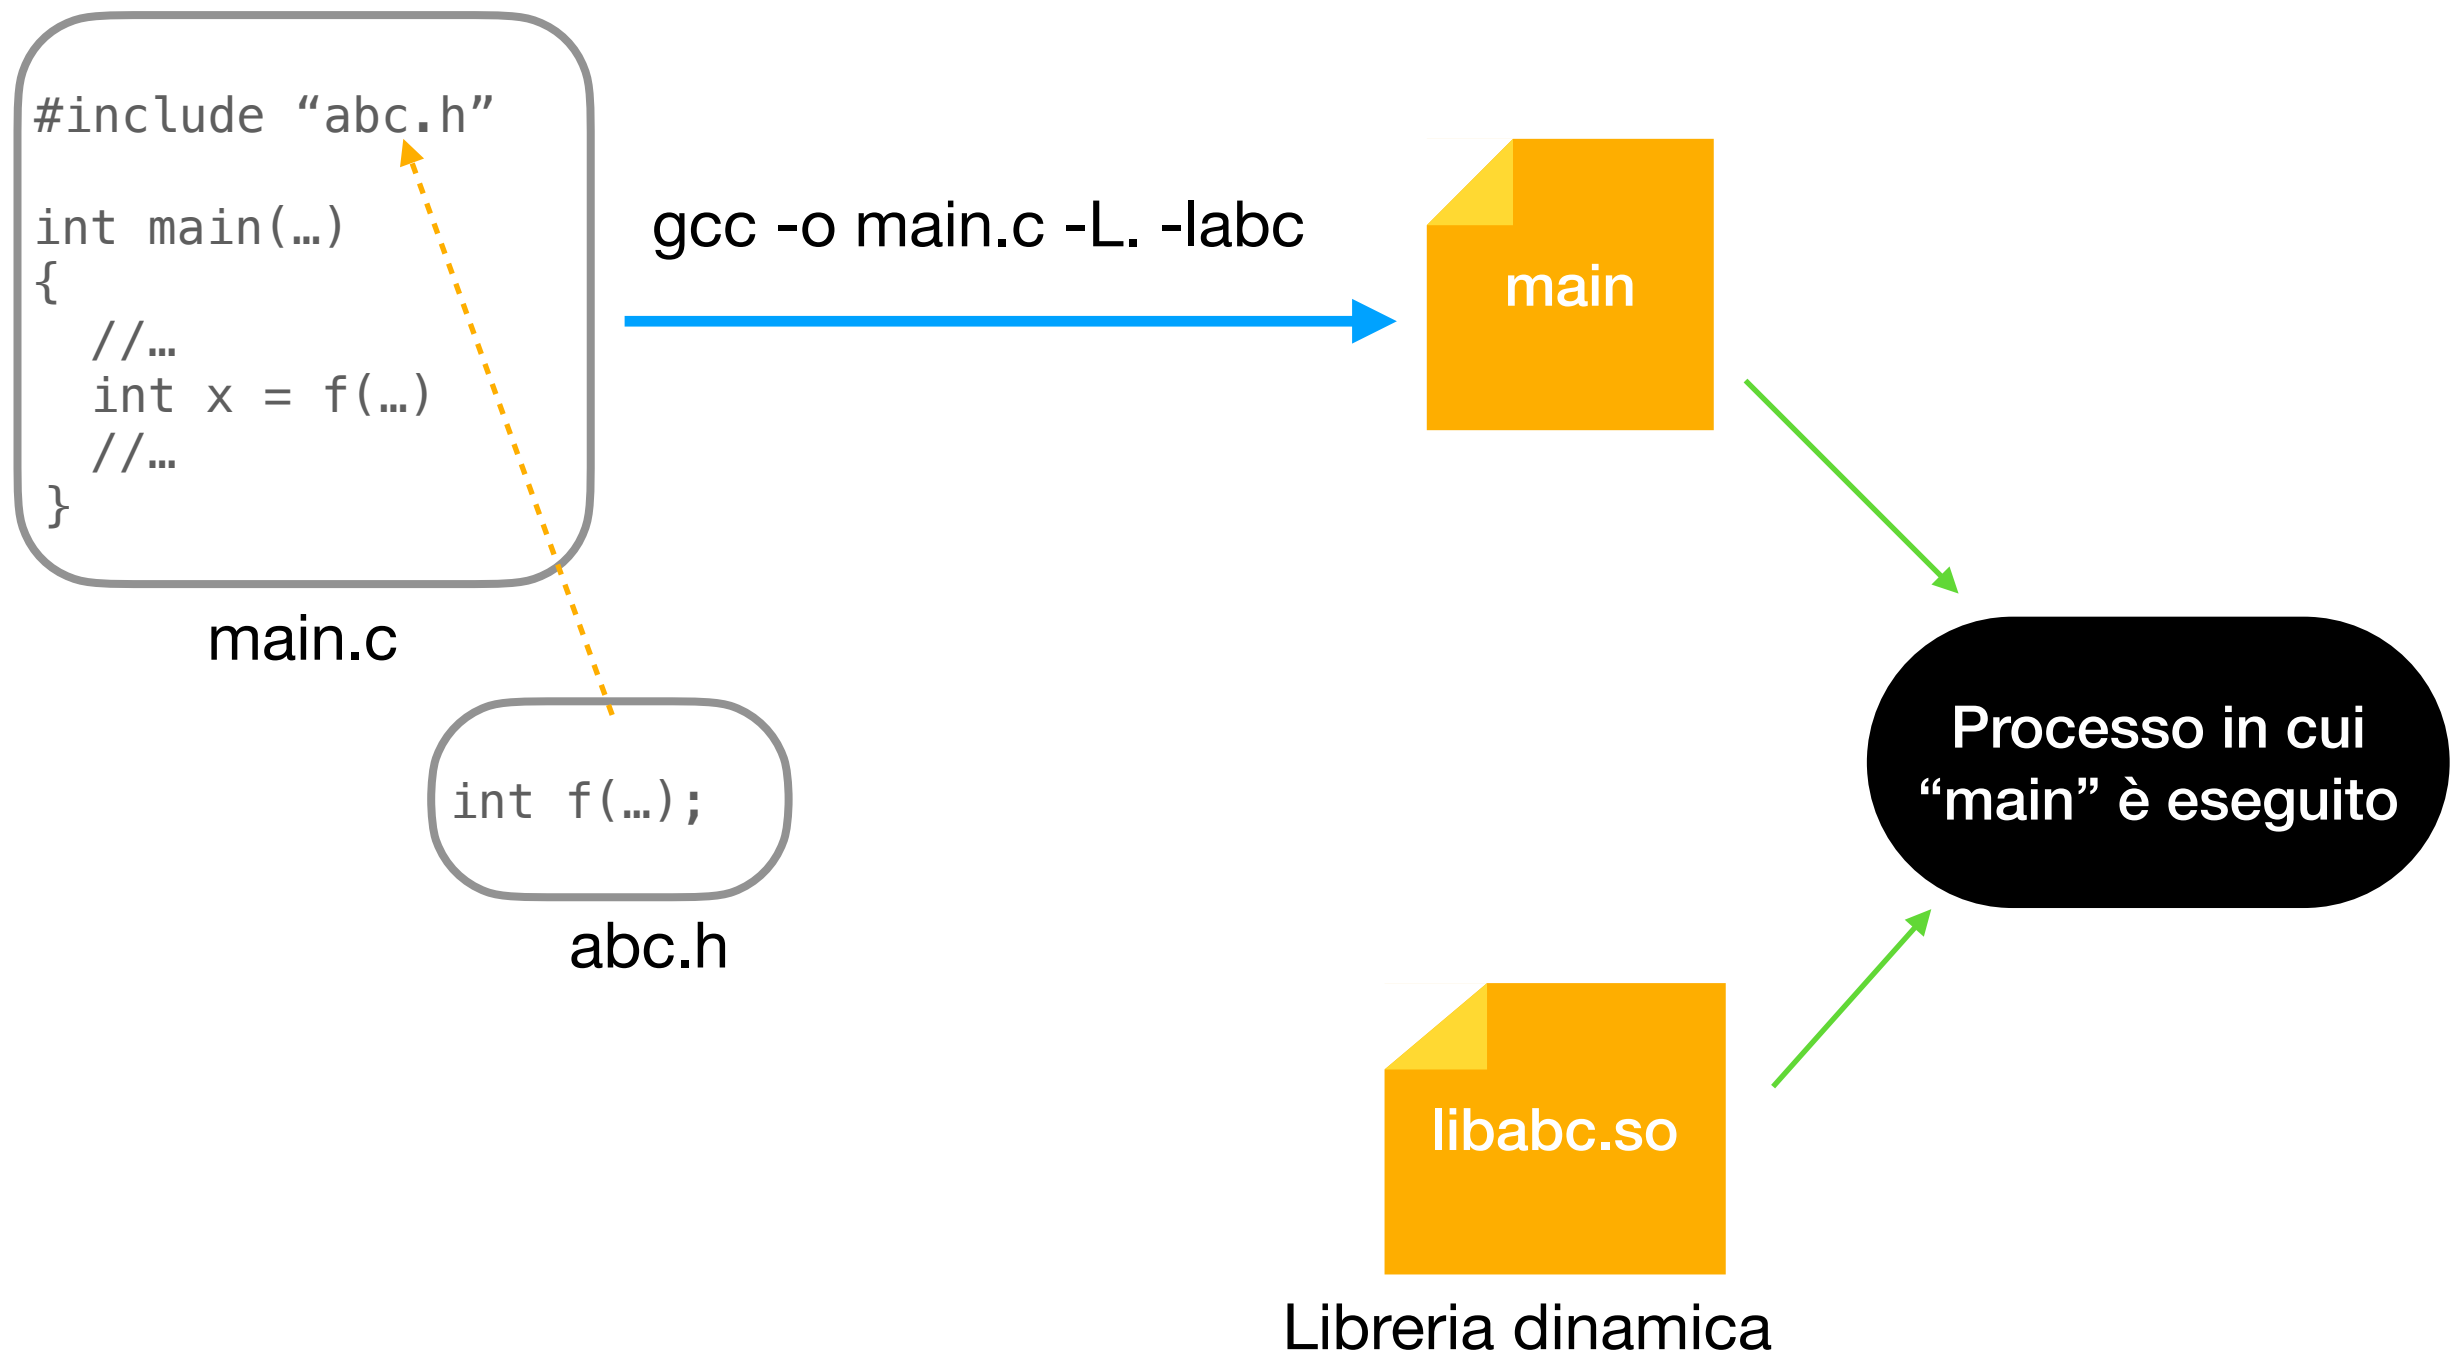 #include “abc.h”
int main(…)
{
//…
int x = f(…)
//…
}
main.c
int f(…);
abc.h
gcc -o main.c -L. -labc
main
Processo in cui
“main” è eseguito
libabc.so
Libreria dinamica